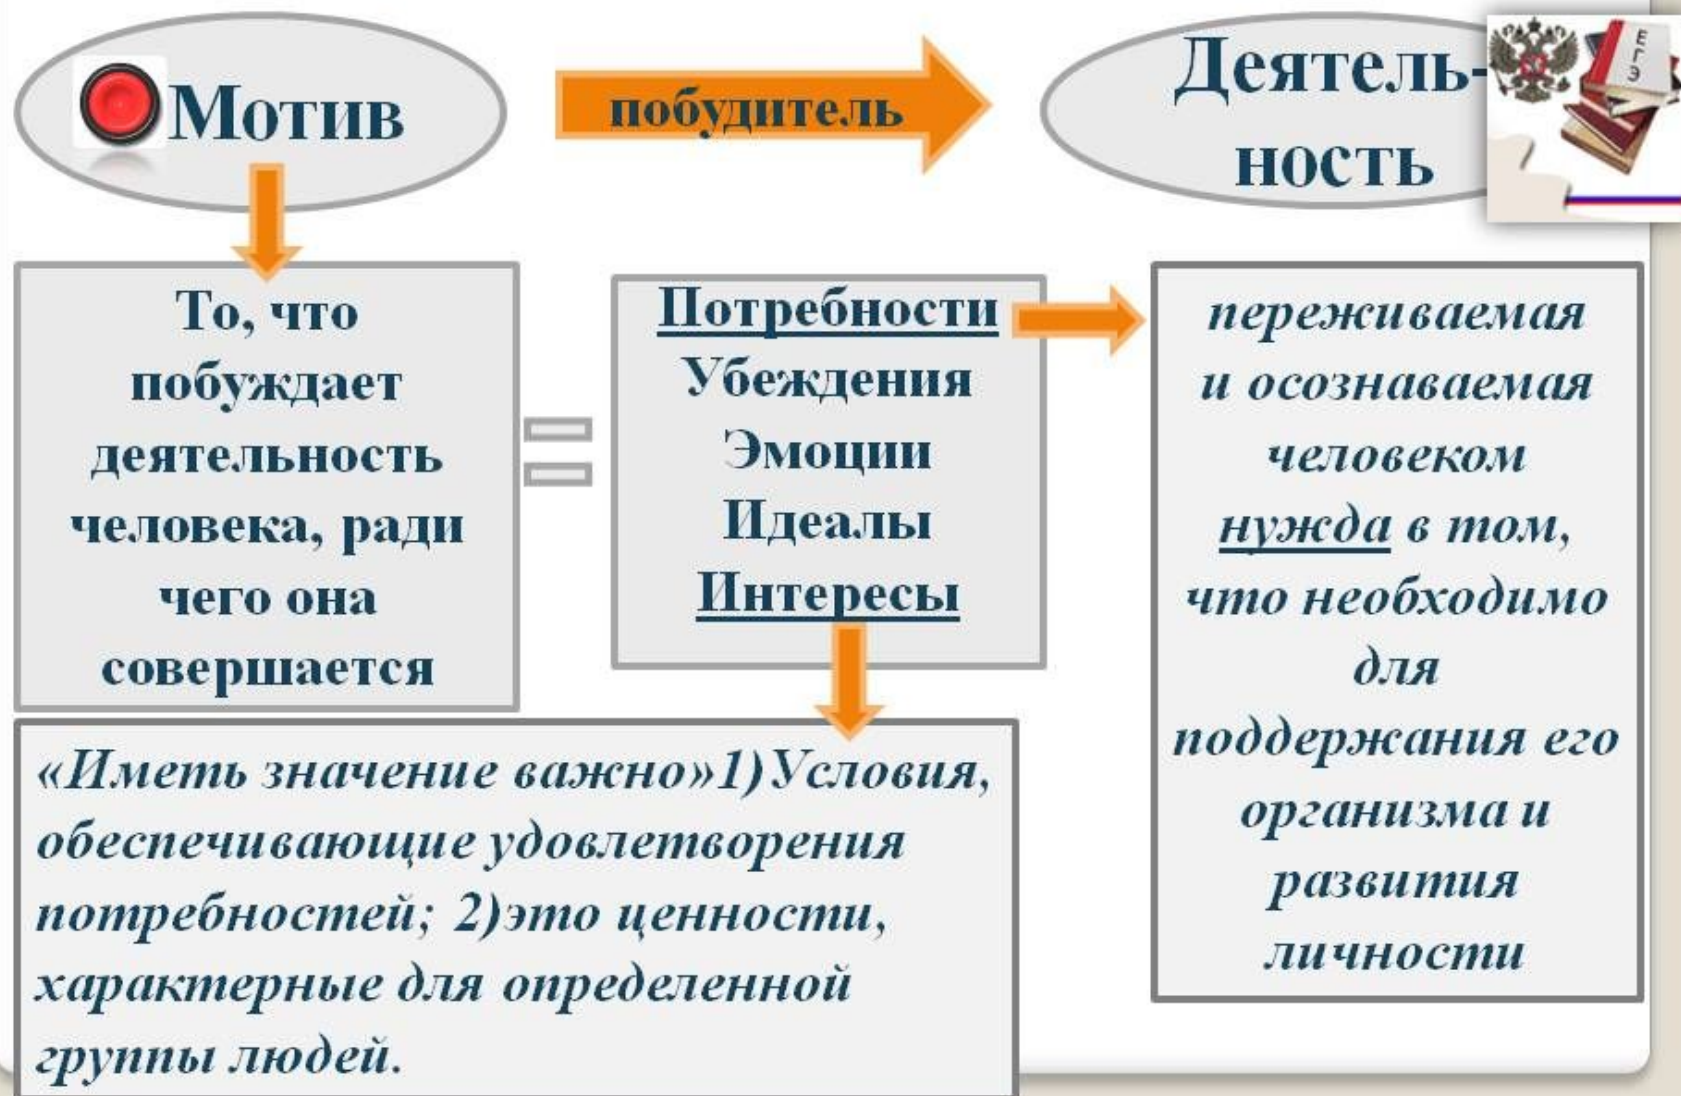 Мотив
побудитель
Деятель-
ность
ЕГЭ
То, что
побуждает
деятельность
человека, ради
чего она
совершается
Потребности
Убеждения
Эмоции
Идеалы
Интересы
переживаемая
и осознаваемая
человеком
нужда в том,
что необходимо
для
поддержания его
организма и
развития
личности
«Иметь значение важно»1)Условия,
обеспечивающие удовлетворения
потребностей; 2)это ценности,
характерные для определенной
группы людей.